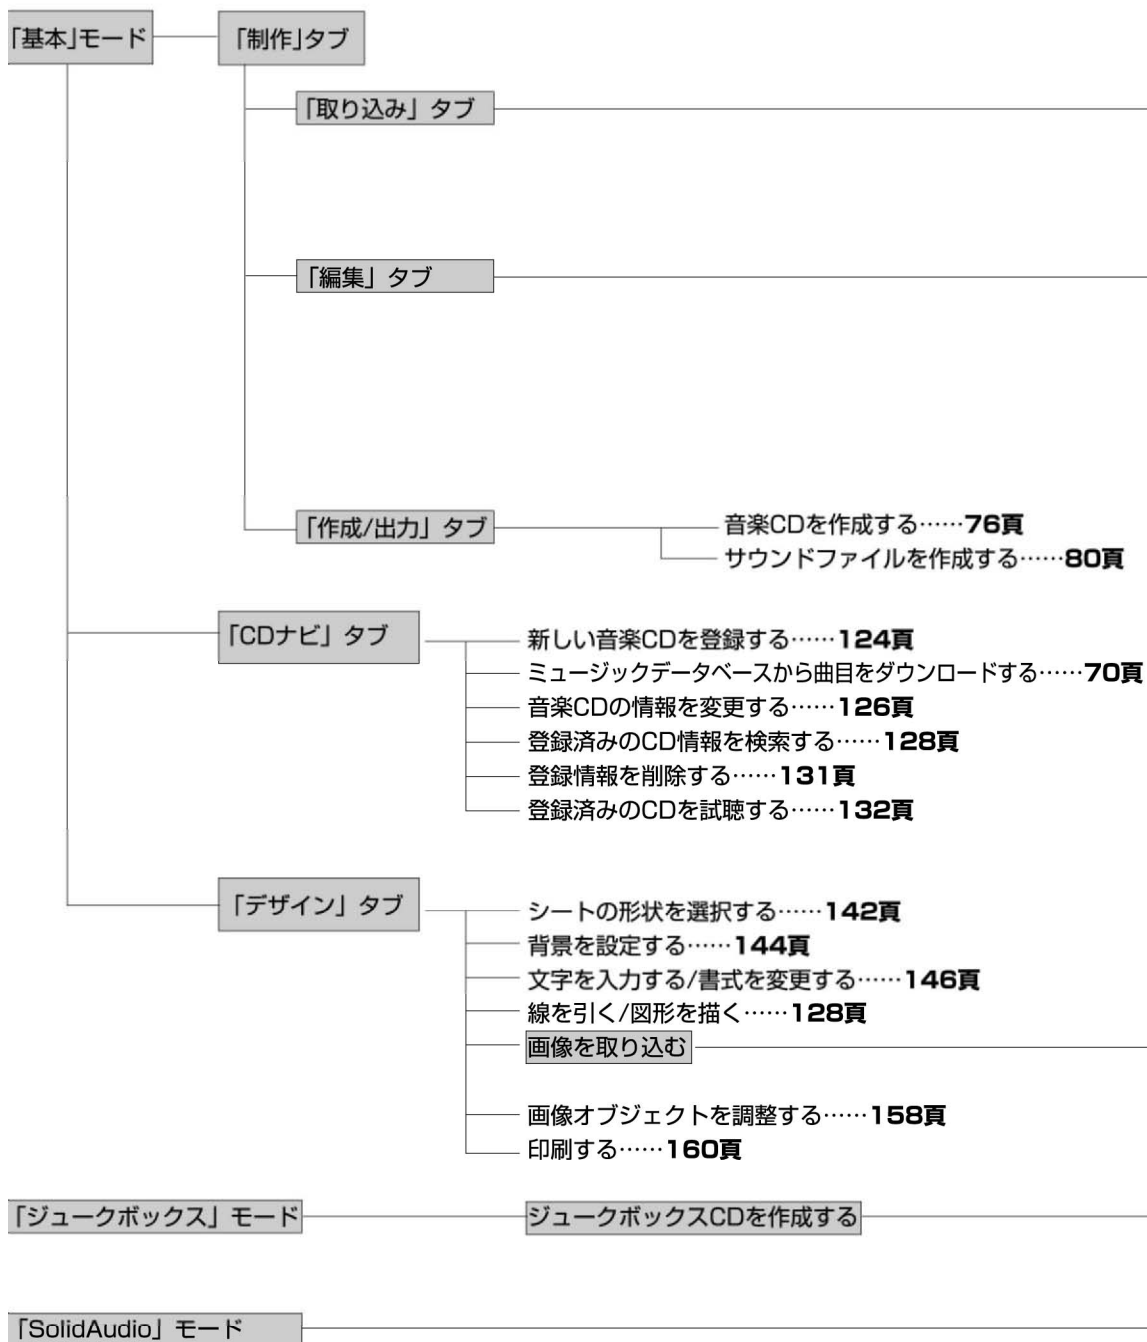 「基本」モード
「制作」タブ
「取り込み」タブ
「編集」タブ
「作成/出力」タブ
音楽CDを作成する……76頁
サウンドファイルを作成する……80頁
「CDナビ」タブ
新しい音楽CDを登録する……124頁
ミュージックデータベースから曲目をダウンロードする……70頁
音楽CDの情報を変更する……126頁
登録済みのCD情報を検索する……128頁
登録情報を削除する……131頁
登録済みのCDを試聴する……132頁
「デザイン」タブ
シートの形状を選択する……142頁
背景を設定する……144頁
文字を入力する/書式を変更する……146頁
線を引く/図形を描く……128頁
画像を取り込む
画像オブジェクトを調整する……158頁
印刷する……160頁
「ジュークボックス」モード
ジュークボックスCDを作成する
「SolidAudio」モード